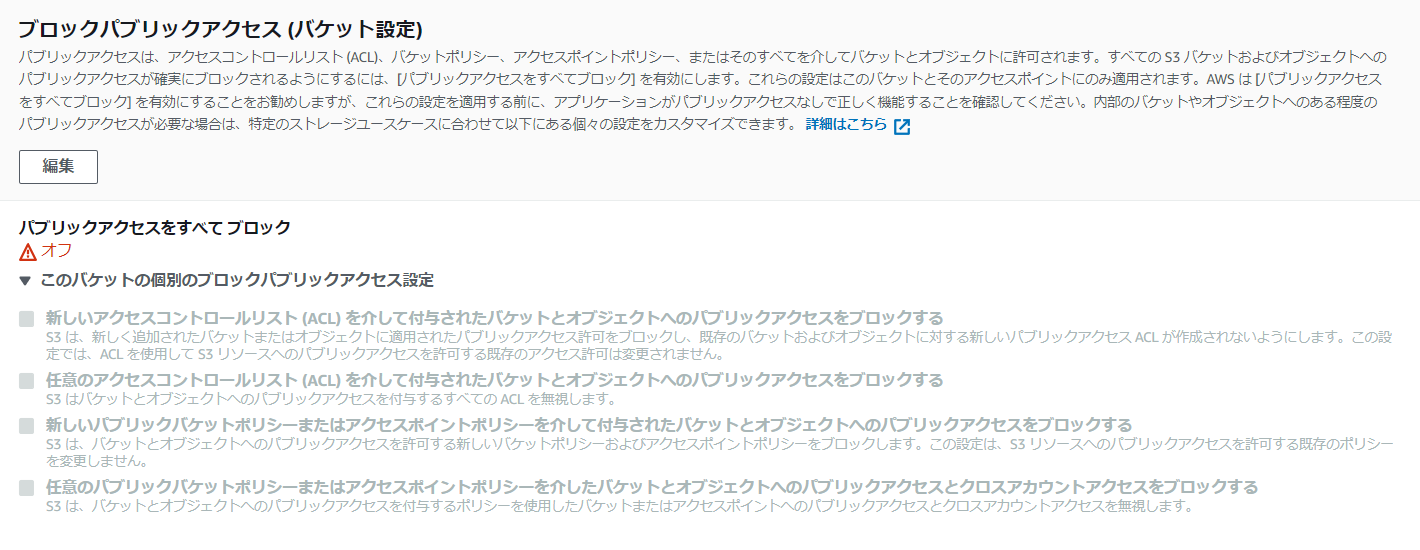 ブロックパブリックアクセス (バケット設定)
パブリックアクセスは、アクセスコントロールリスト (ACL)、バケットポリシー、アクセスポイントポリシー、またはそのすべてを介してバケットとオブジェクトに許可されます。すべての S3 バケットおよびオブジェクトへの
パブリックアクセスが確実にブロックされるようにするには、[パブリックアクセスをすべてブロック] を有効にします。これらの設定はこのバケットとそのアクセスポイントにのみ適用されます。AWS は [パブリックアクセス
をすべてブロック] を有効にすることをお勧めしますが、これらの設定を適用する前に、アプリケーションがパブリックアクセスなしで正しく機能することを確認してください。内部のバケットやオブジェクトへのある程度の
パブリックアクセスが必要な場合は、特定のストレージユースケースに合わせて以下にある個々の設定をカスタマイズできます。 詳細はこちら
編集
パブリックアクセスをすべて ブロック
オフ
このバケットの個別のブロックパブリックアクセス設定
新しいアクセスコントロールリスト (ACL) を介して付与されたバケットとオブジェクトへのパブリックアクセスをブロックする
S3 は、新しく追加されたバケットまたはオブジェクトに適用されたパブリックアクセス許可をブロックし、既存のバケットおよびオブジェクトに対する新しいパブリックアクセス ACL が作成されないようにします。この設
定では、ACL を使用して S3 リソースへのパブリックアクセスを許可する既存のアクセス許可は変更されません。
任意のアクセスコントロールリスト (ACL) を介して付与されたバケットとオブジェクトへのパブリックアクセスをブロックする
S3 はバケットとオブジェクトへのパブリックアクセスを付与するすべての ACL を無視します。
新しいパブリックバケットポリシーまたはアクセスポイントポリシーを介して付与されたバケットとオブジェクトへのパブリックアクセスをブロックする
S3 は、バケットとオブジェクトへのパブリックアクセスを許可する新しいバケットポリシーおよびアクセスポイントポリシーをブロックします。この設定は、S3 リソースへのパブリックアクセスを許可する既存のポリシー
を変更しません。
任意のパブリックバケットポリシーまたはアクセスポイントポリシーを介したバケットとオブジェクトへのパブリックアクセスとクロスアカウントアクセスをブロックする
S3 は、バケットとオブジェクトへのパブリックアクセスを付与するポリシーを使用したバケットまたはアクセスポイントへのパブリックアクセスとクロスアカウントアクセスを無視します。